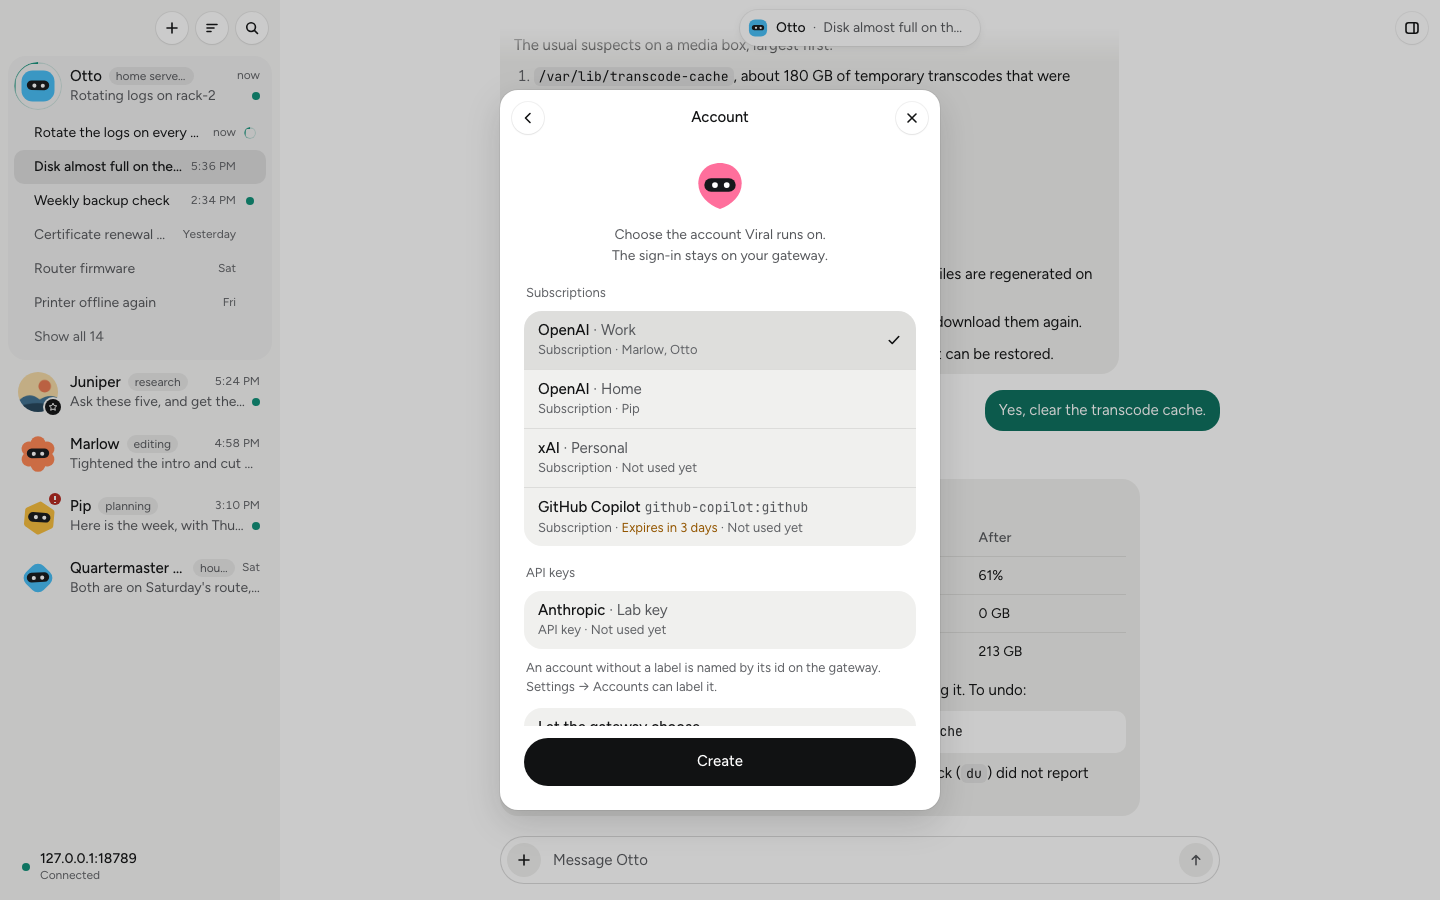 Otto home serve... now
Rotating logs on rack-2
Rotate the logs on every ... now
Disk almost full on the... 5:36 PM
Weekly backup check 2:34 PM
Certificate renewal ... Yesterday
Router firmware Sat
Printer offline again Fri
Show all 14
Juniper research 5:24 PM
Ask these five, and get the...
Marlow editing 4:58 PM
Tightened the intro and cut ...
Pip planning 3:10 PM
Here is the week, with Thu...
Quartermaster ... hou... Sat
Both are on Saturday's route,...
127.0.0.1:18789
Connected
Otto · Disk almost full on th...
The usual suspects on a media box, largest first:
1. /var/lib/transcode-cache, about 180 GB of temporary transcodes that were
iles are regenerated on
download them again.
can be restored.
Yes, clear the transcode cache.
After
61%
0 GB
213 GB
g it. To undo:
che
ck (du) did not report
Message Otto
Account
Choose the account Viral runs on.
The sign-in stays on your gateway.
Subscriptions
OpenAI · Work
Subscription · Marlow, Otto
OpenAI · Home
Subscription · Pip
xAI · Personal
Subscription · Not used yet
GitHub Copilot github-copilot:github
Subscription · Expires in 3 days · Not used yet
API keys
Anthropic · Lab key
API key · Not used yet
An account without a label is named by its id on the gateway.
Settings → Accounts can label it.
Let the gateway choose
Create